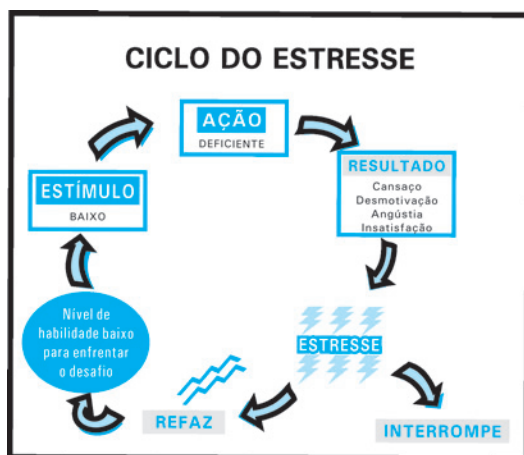 CICLO DO ESTRESSE
AÇÃO
DEFICIENTE
RESULTADO
Cansaço
Desmotivação
Angústia
Insatisfação
ESTÍMULO
BAIXO
Nível de
habilidade baixo
para enfrentar
o desafio
ESTRESSE
REFAZ
INTERROMPE